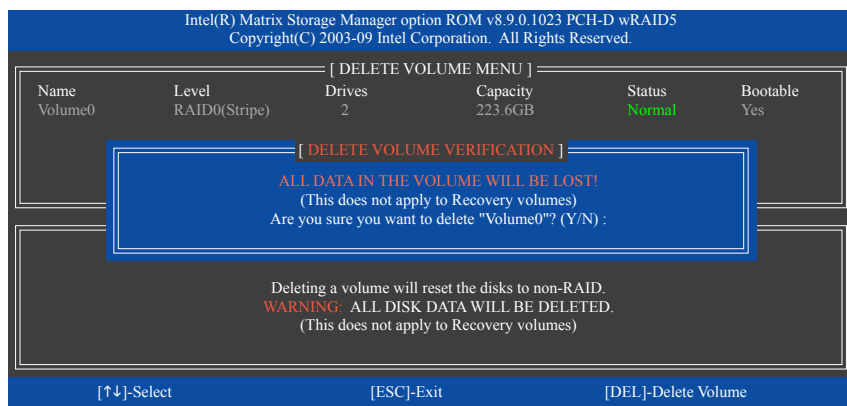 Intel(R) Matrix Storage Manager option ROM v8.9.0.1023 PCH-D wRAID5
Copyright(C) 2003-09 Intel Corporation. All Rights Reserved.
[ DELETE VOLUME MENU ]
Name Level Drives Capacity Status Bootable
Volume0 RAID0(Stripe) 2 223.6GB Normal Yes
[ DELETE VOLUME VERIFICATION ]
ALL DATA IN THE VOLUME WILL BE LOST!
(This does not apply to Recovery volumes)
Are you sure you want to delete "Volume0"? (Y/N) :
Deleting a volume will reset the disks to non-RAID.
WARNING: ALL DISK DATA WILL BE DELETED.
(This does not apply to Recovery volumes)
[↑↓]-Select [ESC]-Exit [DEL]-Delete Volume